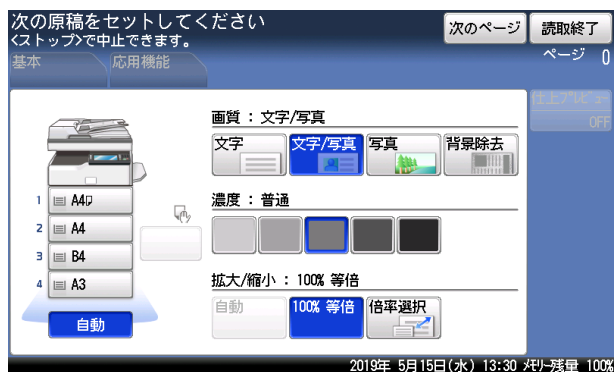 次の原稿をセットしてください
<ストップ>で中止できます。
次のページ
読取終了
ページ 0
基本
応用機能
仕上プレビュー
OFF
画質 : 文字/写真
文字
文字/写真
写真
背景除去
濃度 : 普通
1 A4
2 A4
3 B4
4 A3
自動
拡大/縮小 : 100% 等倍
自動
100% 等倍
倍率選択
2019年 5月15日(水) 13:30 メモリー残量 100%